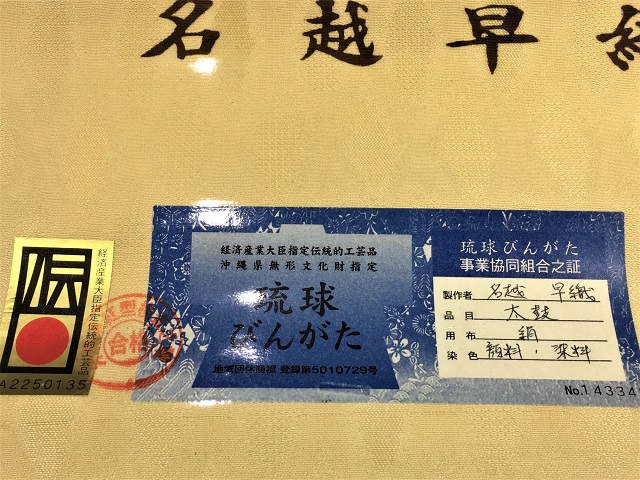 名越早
経済産業大臣指定伝統的工芸品
A2250135
合格
経済産業大臣指定伝統的工芸品
沖縄県無形文化財指定
琉球
びんがた
地域団体商標 登録第5010729号
琉球びんがた
事業協同組合之証
製作者 名越 早織
品目 太鼓
用布 絹
染色 顔料,染料
No.14334